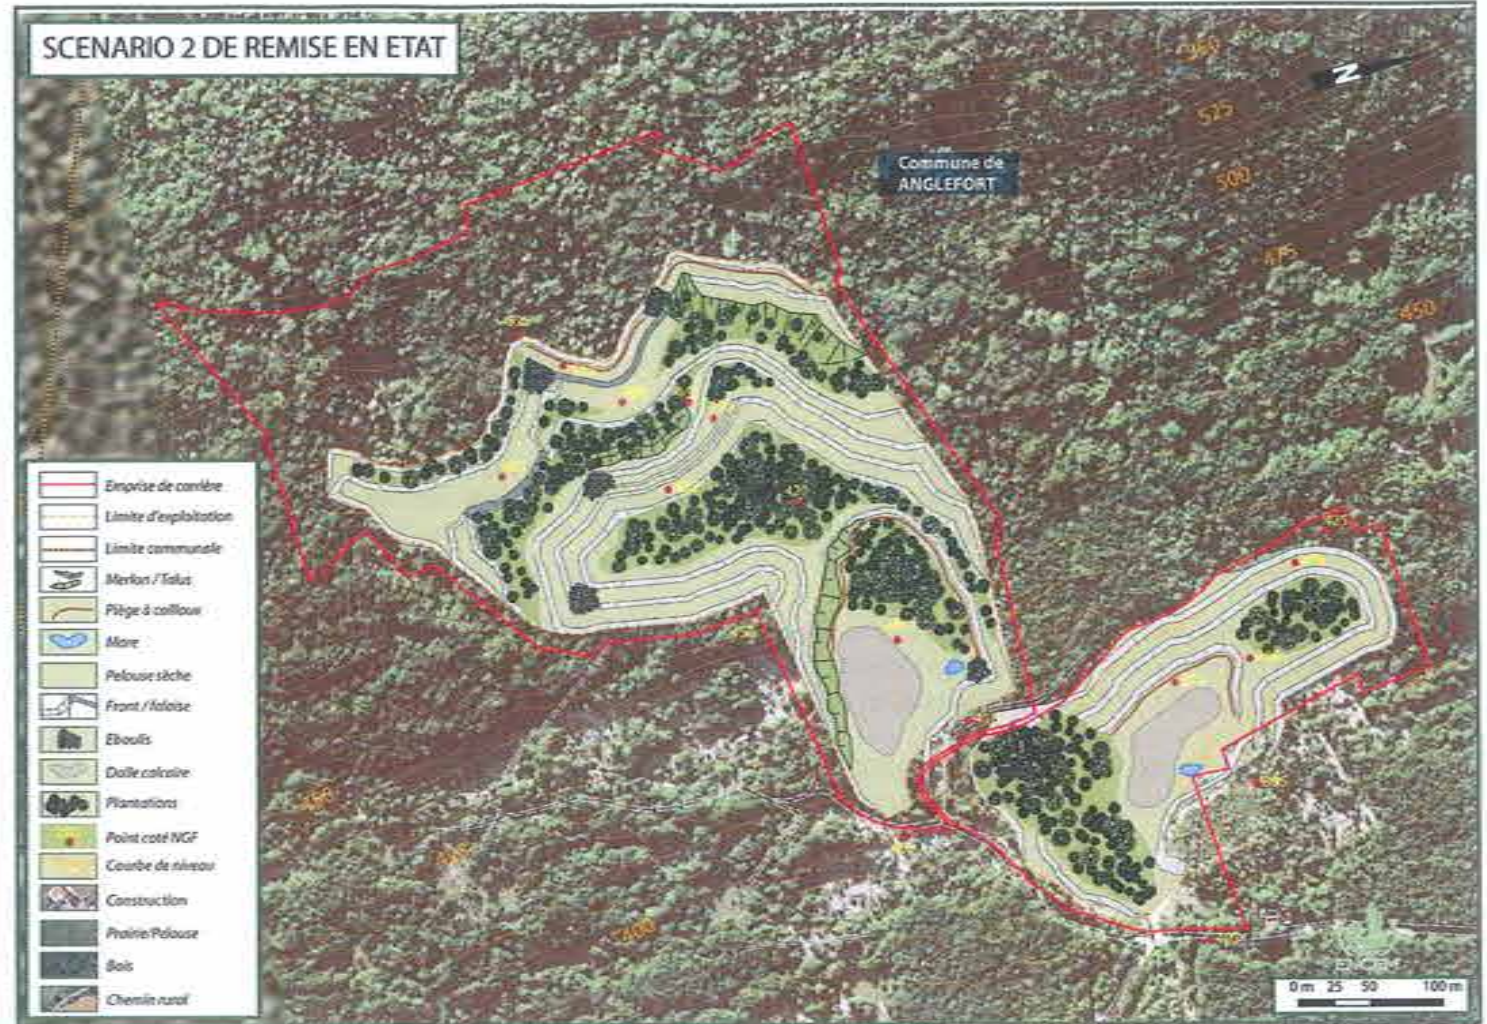 SCENARIO 2 DE REMISE EN ETAT
N
525
500
475
450
Commune de
ANGLEFORT
Emprise de carrière
Limite d'exploitation
Limite communale
Merlon / Talus
Piège à cailloux
Mare
Pelouse sèche
Front / falaise
Eboulis
Dalle calcaire
Plantations
Point coté NGF
Courbe de niveau
Construction
Prairie/Pelouse
Bois
Chemin rural
400
ENCEM
0 m 25 50 100 m